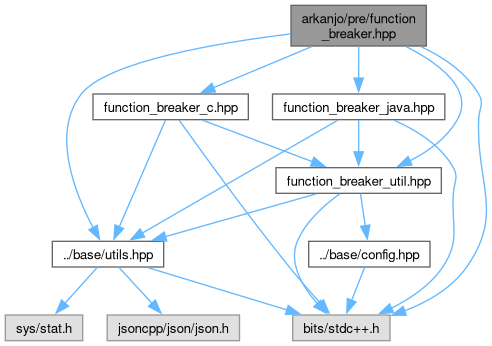 arkanjo/pre/function
_breaker.hpp
function_breaker_c.hpp
function_breaker_java.hpp
function_breaker_util.hpp
../base/utils.hpp
../base/config.hpp
sys/stat.h
jsoncpp/json/json.h
bits/stdc++.h